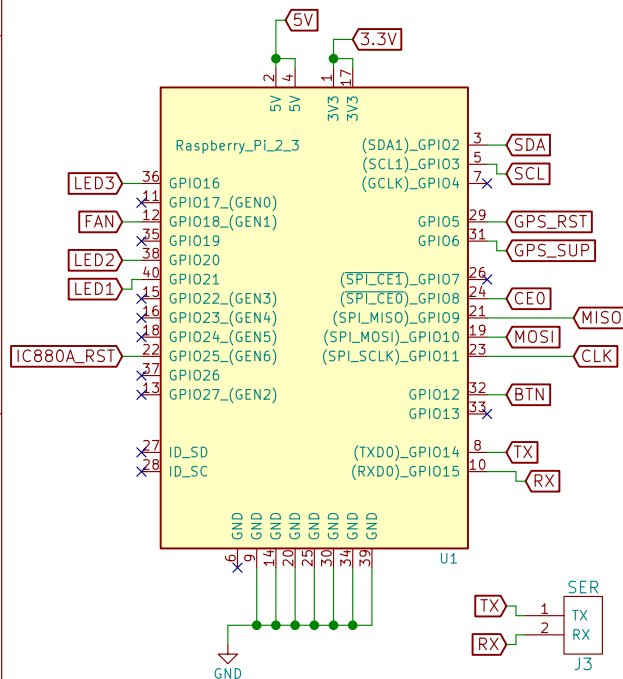 5V
3.3V
2 4 1 17
5V 5V 3V3 3V3
Raspberry_Pi_2_3
(SDA1)_GPIO2 3 SDA
(SCL1)_GPIO3 5 SCL
(GCLK)_GPIO4 7
LED3 36 GPIO16
11 GPIO17_(GEN0)
FAN 12 GPIO18_(GEN1)
GPIO5 29 GPS_RST
35 GPIO19
GPIO6 31 GPS_SUP
LED2 38 GPIO20
LED1 40 GPIO21
(SPI_CE1)_GPIO7 26
15 GPIO22_(GEN3)
(SPI_CE0)_GPIO8 24 CE0
16 GPIO23_(GEN4)
(SPI_MISO)_GPIO9 21 MISO
18 GPIO24_(GEN5)
(SPI_MOSI)_GPIO10 19 MOSI
IC880A_RST 22 GPIO25_(GEN6)
(SPI_SCLK)_GPIO11 23 CLK
37 GPIO26
13 GPIO27_(GEN2)
GPIO12 32 BTN
GPIO13 33
27 ID_SD
(TXD0)_GPIO14 8 TX
28 ID_SC
(RXD0)_GPIO15 10 RX
GND GND GND GND GND GND GND GND
6 9 14 20 25 30 34 39
U1
GND
SER
TX 1 TX
RX 2 RX
J3